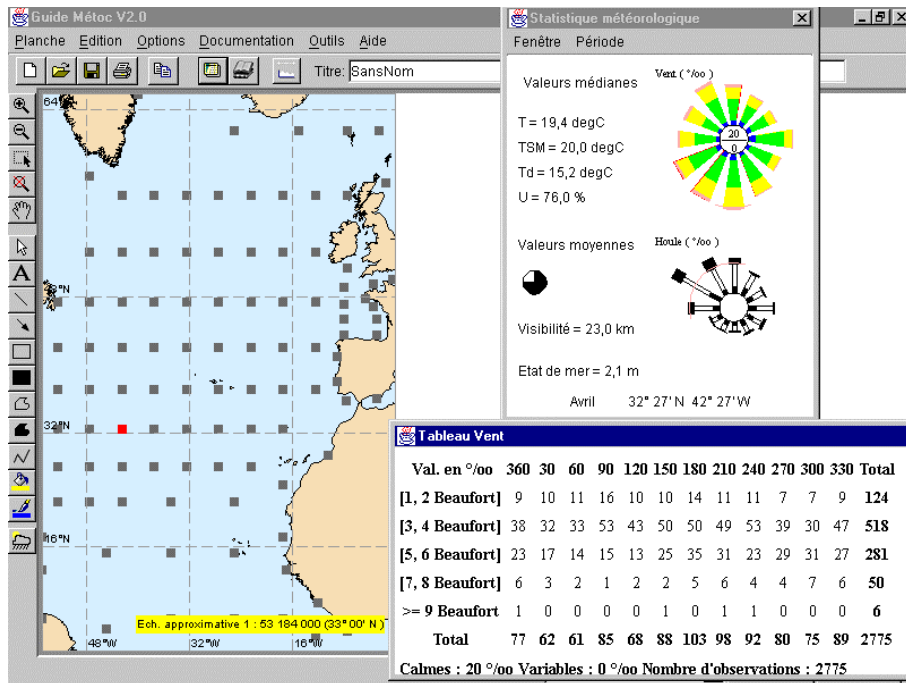 Guide Métoc V2.0
Planche Edition Options Documentation Outils Aide
Titre: SansNom
64°
32°N
16°N
48°W 32°W 16°W
Ech. approximative 1 : 53 184 000 (33° 00' N )
Statistique météorologique
Fenêtre Période
Valeurs médianes Vent ( °/oo )
T = 19,4 degC
TSM = 20,0 degC
Td = 15,2 degC
U = 76,0 %
20
0
Valeurs moyennes Houle ( °/oo )
Visibilité = 23,0 km
Etat de mer = 2,1 m
Avril 32° 27' N 42° 27' W
Tableau Vent
Val. en °/oo 360 30 60 90 120 150 180 210 240 270 300 330 Total
[1, 2 Beaufort] 9 10 11 16 10 10 14 11 11 7 7 9 124
[3, 4 Beaufort] 38 32 33 53 43 50 50 49 53 39 30 47 518
[5, 6 Beaufort] 23 17 14 15 13 25 35 31 23 29 31 27 281
[7, 8 Beaufort] 6 3 2 1 2 2 5 6 4 4 7 6 50
>= 9 Beaufort 1 0 0 0 0 1 0 1 1 0 0 0 6
Total 77 62 61 85 68 88 103 98 92 80 75 89 2775
Calmes : 20 °/oo Variables : 0 °/oo Nombre d'observations : 2775